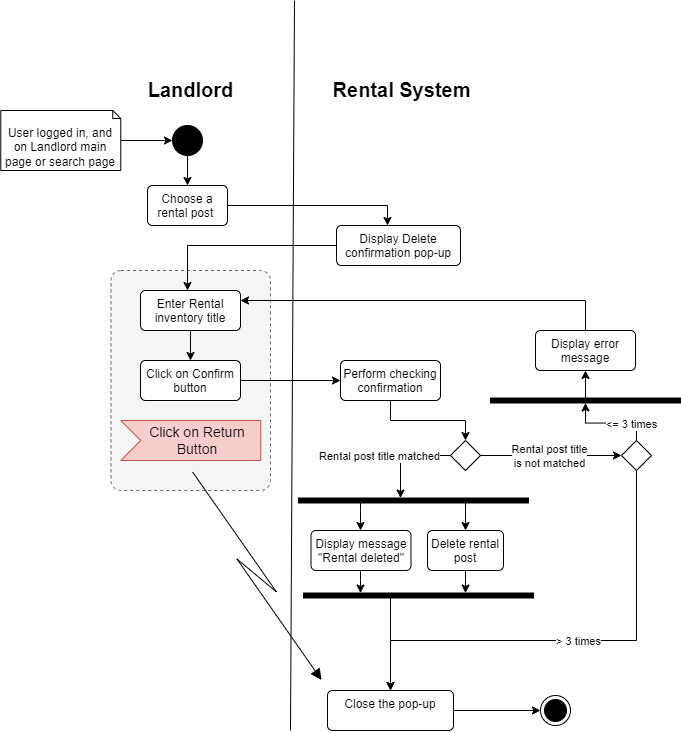 Landlord
Rental System
User logged in, and
on Landlord main
page or search page
Choose a
rental post
Display Delete
confirmation pop-up
Enter Rental
inventory title
Display error
message
Click on Confirm
button
Perform checking
confirmation
<= 3 times
Click on Return
Button
Rental post title matched
Rental post title
is not matched
Display message
"Rental deleted"
Delete rental
post
> 3 times
Close the pop-up